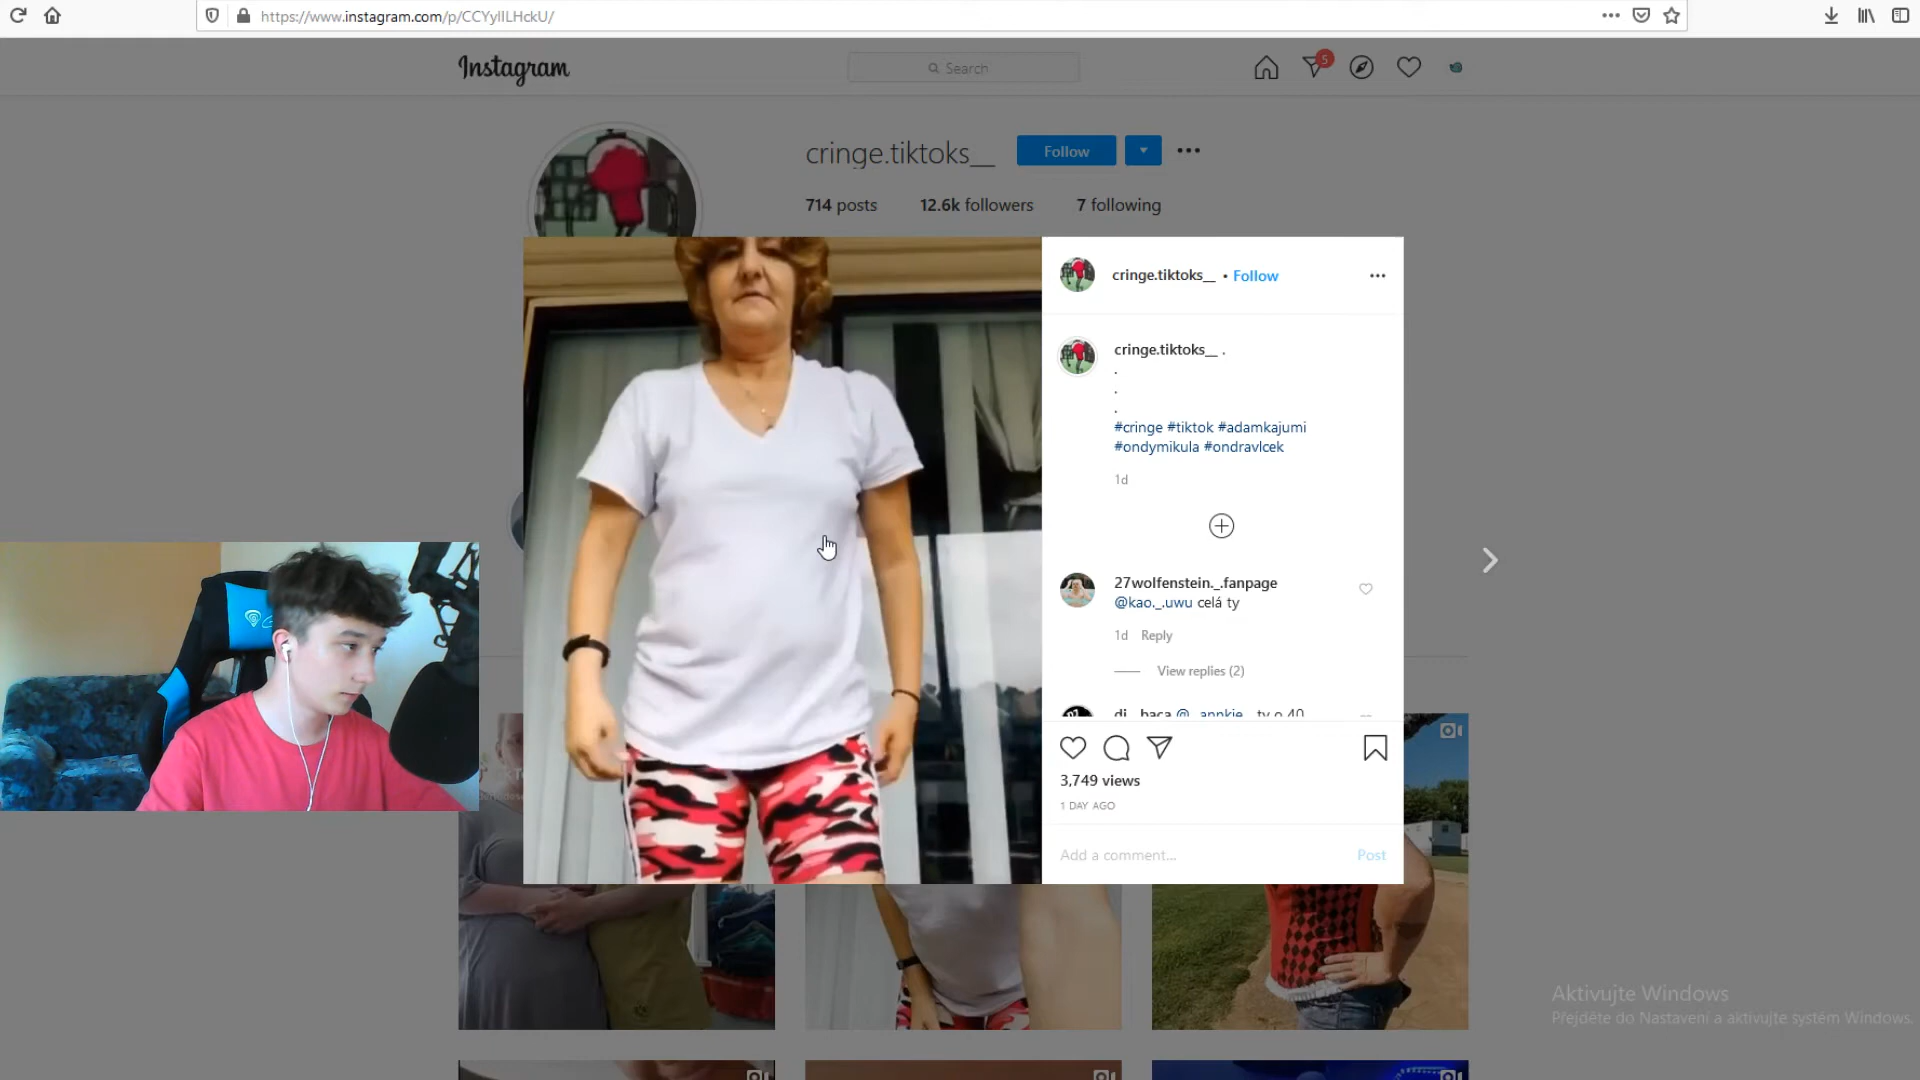 https://www.instagram.com/p/CCYyIILHckU/
Instagram
Search
5
cringe.tiktoks__
Follow
714 posts
12.6k followers
7 following
cringe.tiktoks__ • Follow
cringe.tiktoks__ .
.
.
.
#cringe #tiktok #adamkajumi
#ondymikula #ondravlcek
1d
27wolfenstein._.fanpage
@kao._.uwu celá ty
1d Reply
View replies (2)
3,749 views
1 DAY AGO
Add a comment...
Post
Aktivujte Windows
Přejděte do Nastavení a aktivujte systém Windows.